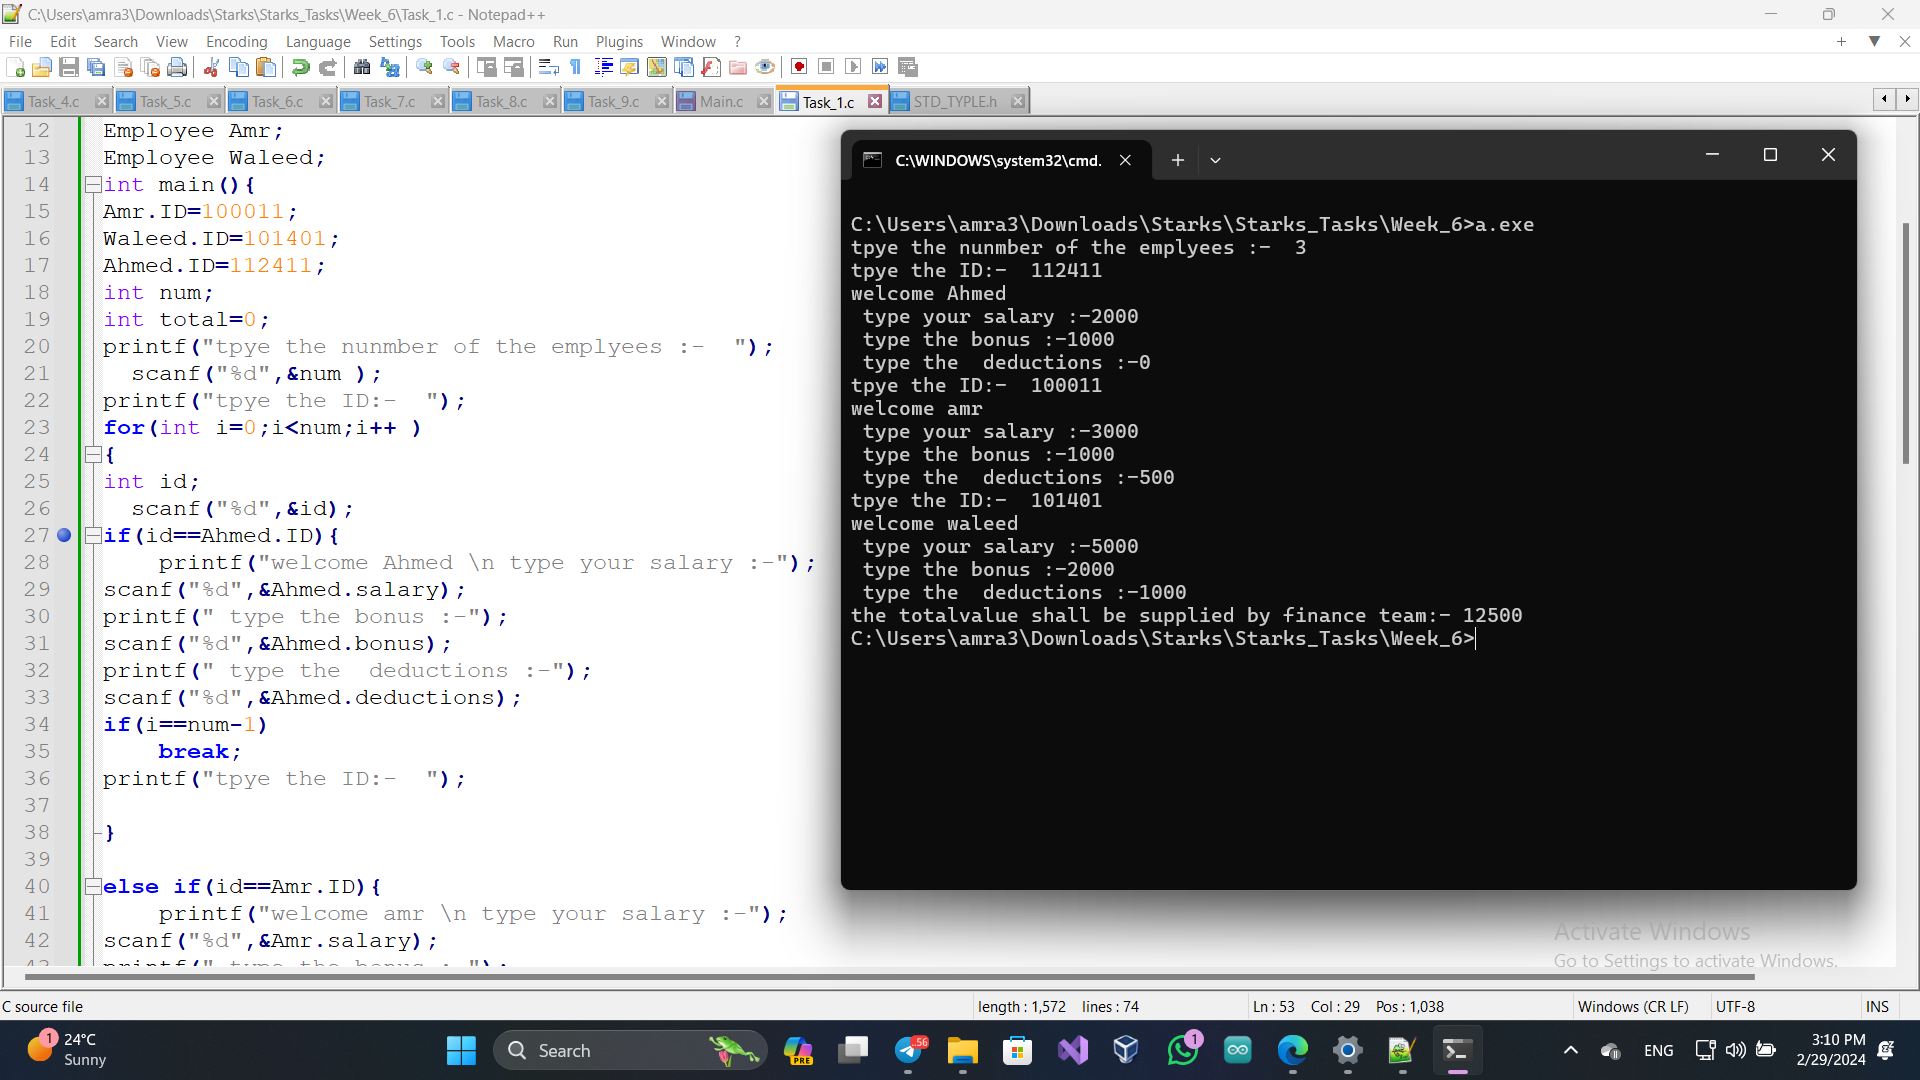 C:\Users\amra3\Downloads\Starks\Starks_Tasks\Week_6\Task_1.c - Notepad++
File Edit Search View Encoding Language Settings Tools Macro Run Plugins Window ?
Task_4.c Task_5.c Task_6.c Task_7.c Task_8.c Task_9.c Main.c Task_1.c STD_TYPLE.h
12 Employee Amr;
13 Employee Waleed;
14 int main(){
15 Amr.ID=100011;
16 Waleed.ID=101401;
17 Ahmed.ID=112411;
18 int num;
19 int total=0;
20 printf("tpye the nunmber of the emplyees :-  ");
21   scanf("%d",&num );
22 printf("tpye the ID:-  ");
23 for(int i=0;i<num;i++ )
24 {
25 int id;
26   scanf("%d",&id);
27 if(id==Ahmed.ID){
28     printf("welcome Ahmed \n type your salary :-");
29 scanf("%d",&Ahmed.salary);
30 printf(" type the bonus :-");
31 scanf("%d",&Ahmed.bonus);
32 printf(" type the  deductions :-");
33 scanf("%d",&Ahmed.deductions);
34 if(i==num-1)
35     break;
36 printf("tpye the ID:-  ");
37
38 }
39
40 else if(id==Amr.ID){
41     printf("welcome amr \n type your salary :-");
42 scanf("%d",&Amr.salary);
43 printf(" type the bonus :-");
C:\WINDOWS\system32\cmd.
C:\Users\amra3\Downloads\Starks\Starks_Tasks\Week_6>a.exe
tpye the nunmber of the emplyees :-  3
tpye the ID:-  112411
welcome Ahmed
 type your salary :-2000
 type the bonus :-1000
 type the  deductions :-0
tpye the ID:-  100011
welcome amr
 type your salary :-3000
 type the bonus :-1000
 type the  deductions :-500
tpye the ID:-  101401
welcome waleed
 type your salary :-5000
 type the bonus :-2000
 type the  deductions :-1000
the totalvalue shall be supplied by finance team:- 12500
C:\Users\amra3\Downloads\Starks\Starks_Tasks\Week_6>
Activate Windows
Go to Settings to activate Windows.
C source file length : 1,572 lines : 74 Ln : 53 Col : 29 Pos : 1,038 Windows (CR LF) UTF-8 INS
1 24°C
Sunny
Search
PRE
56
1
ENG
3:10 PM
2/29/2024